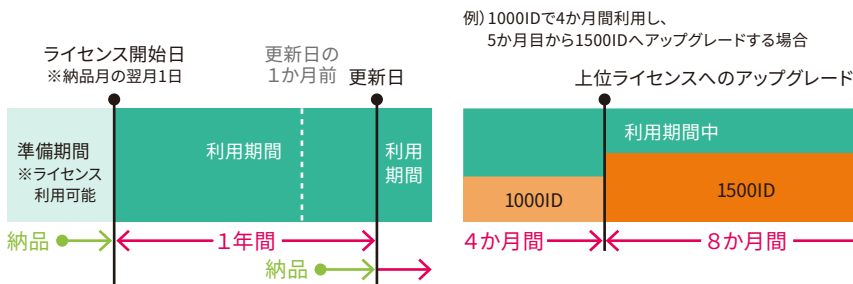 ライセンス開始日
※納品月の翌月1日
更新日の
1か月前
更新日
準備期間
※ライセンス
利用可能
利用期間
利用
期間
納品
1年間
納品
例）1000IDで4か月間利用し、
5か月目から1500IDへアップグレードする場合
上位ライセンスへのアップグレード
利用期間中
1000ID
1500ID
4か月間
8か月間